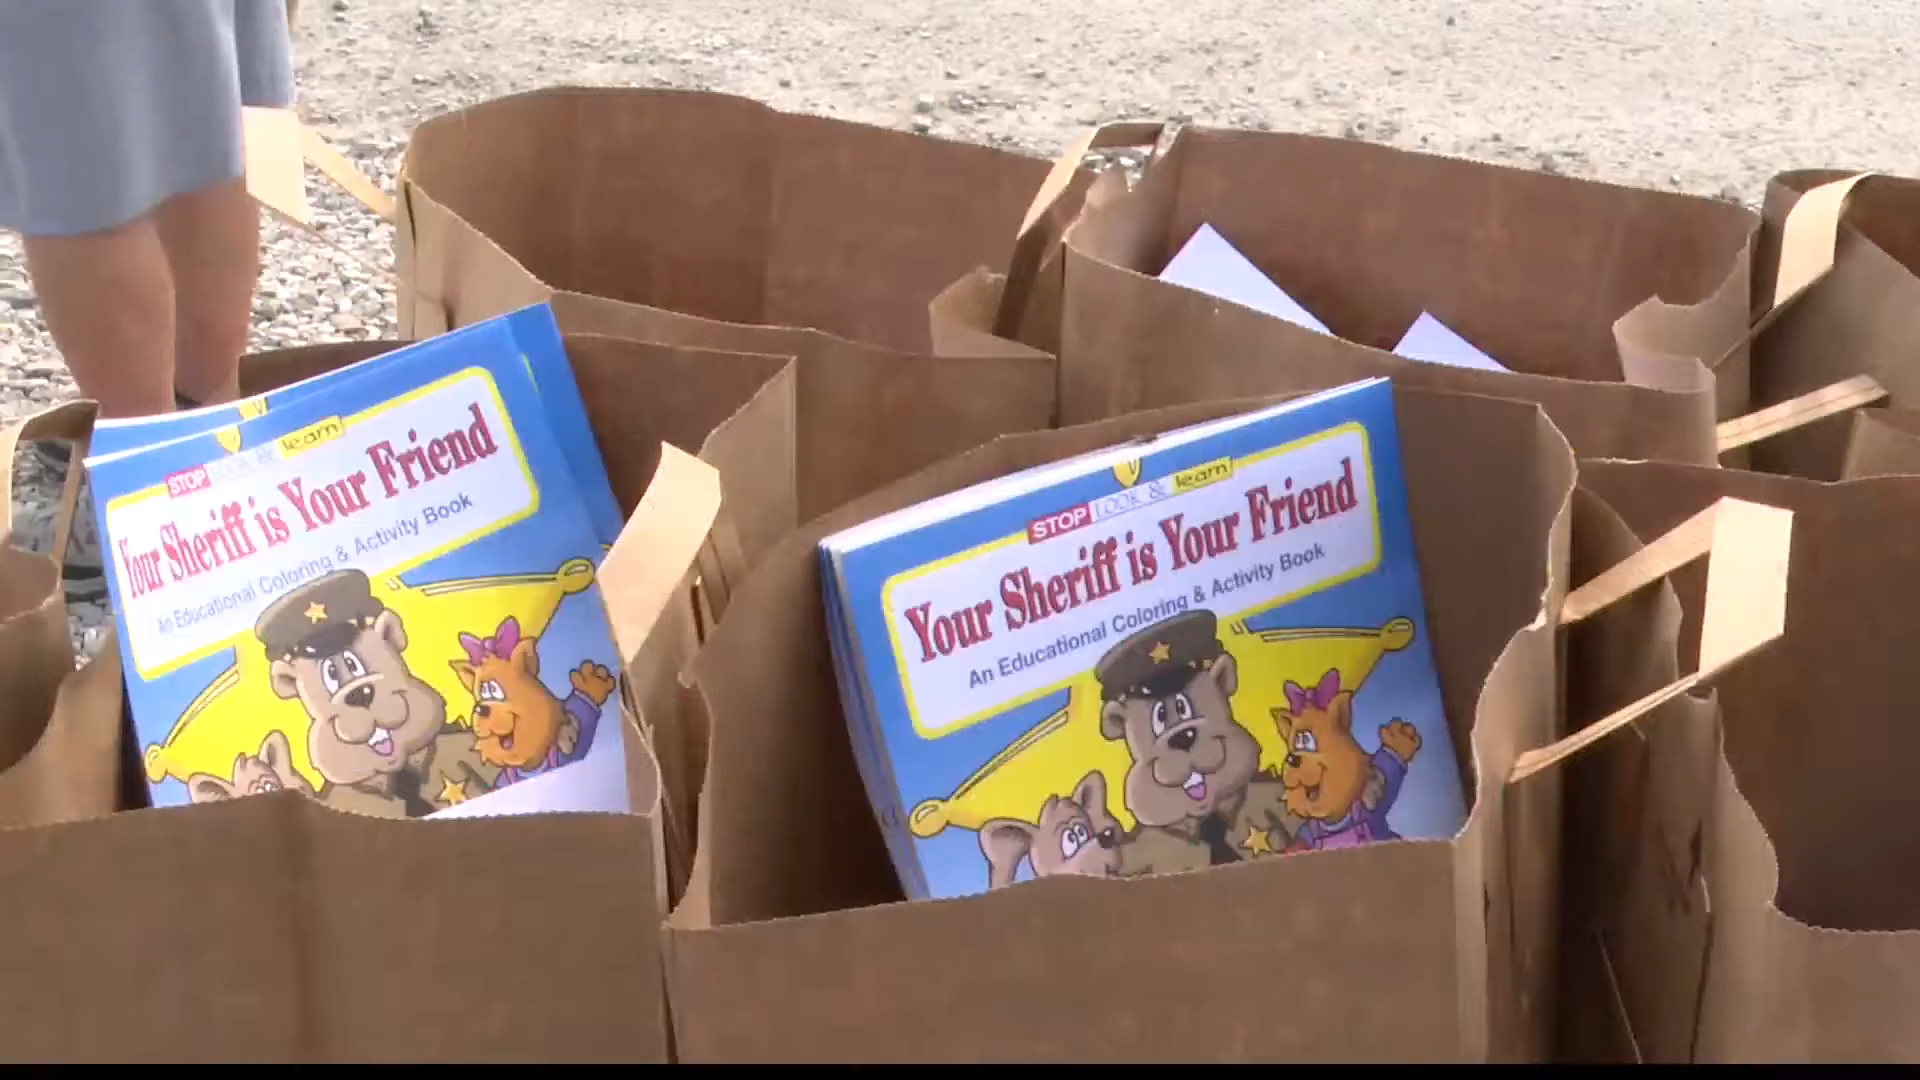 STOP LOOK & learn
Your Sheriff is Your Friend
An Educational Coloring & Activity Book
STOP LOOK & learn
Your Sheriff is Your Friend
An Educational Coloring & Activity Book